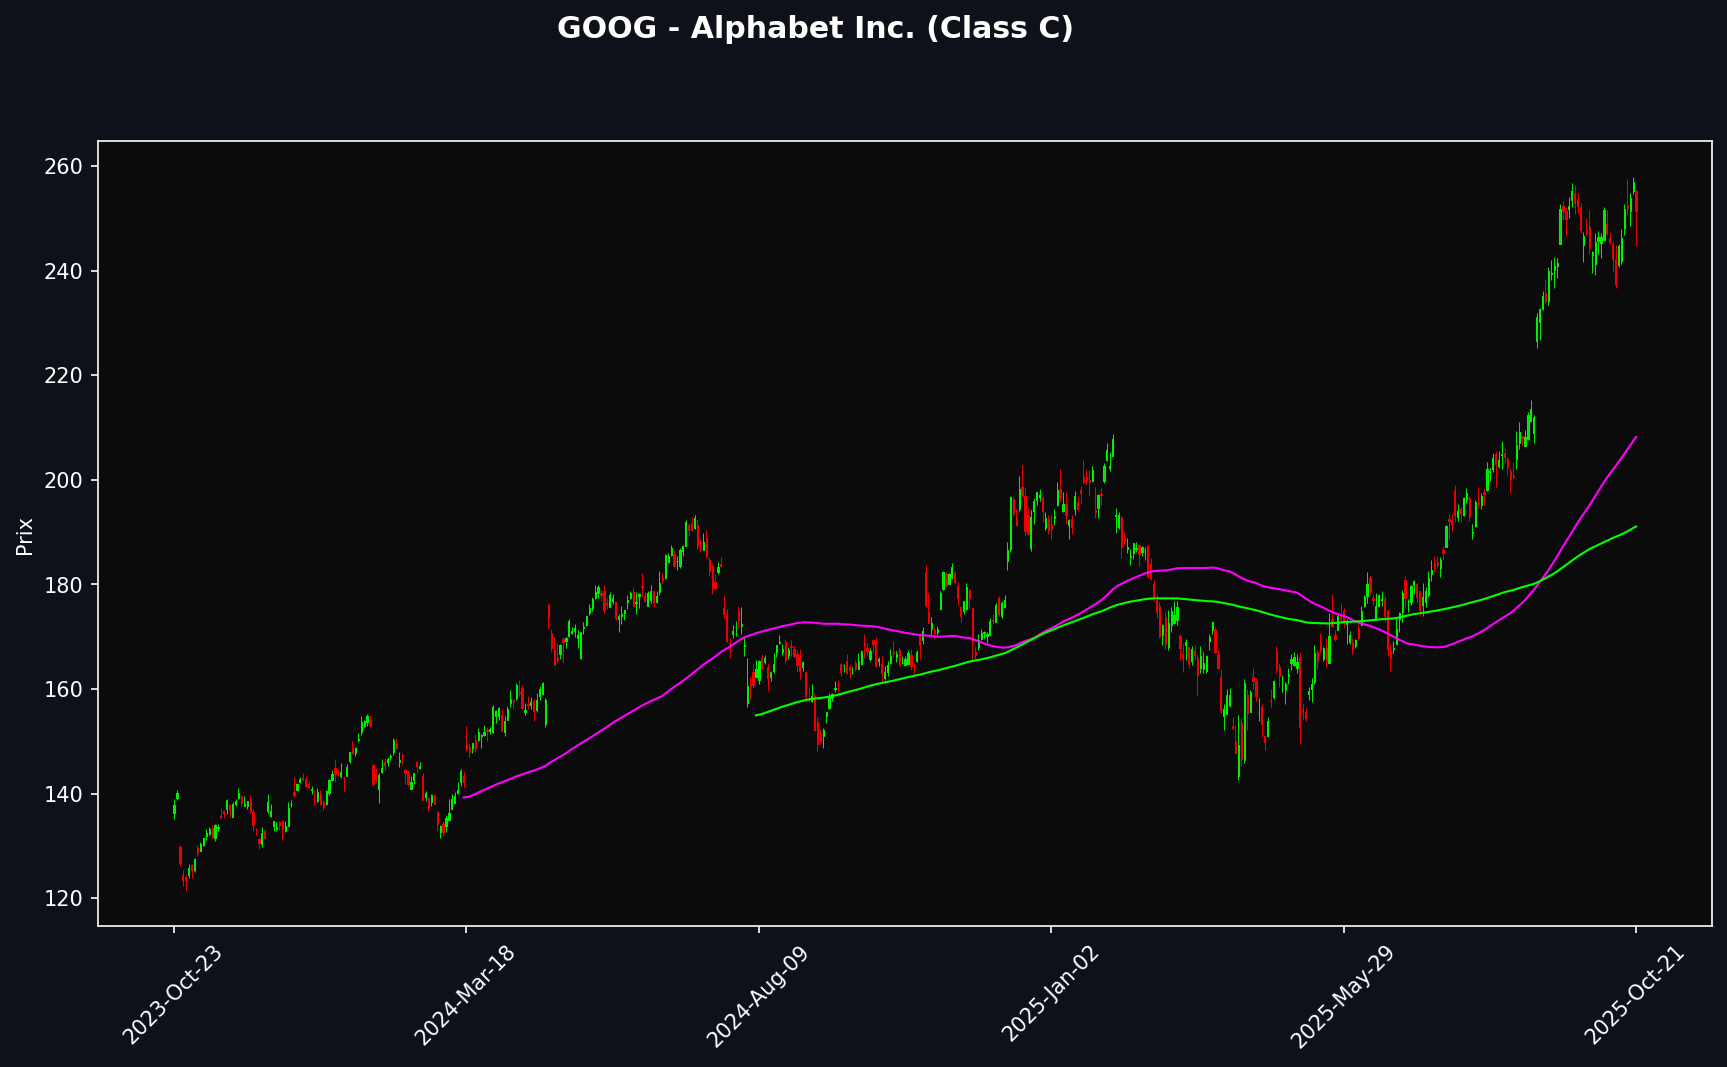 GOOG - Alphabet Inc. (Class C)
Prix
260
240
220
200
180
160
140
120
2023-Oct-23
2024-Mar-18
2024-Aug-09
2025-Jan-02
2025-May-29
2025-Oct-21